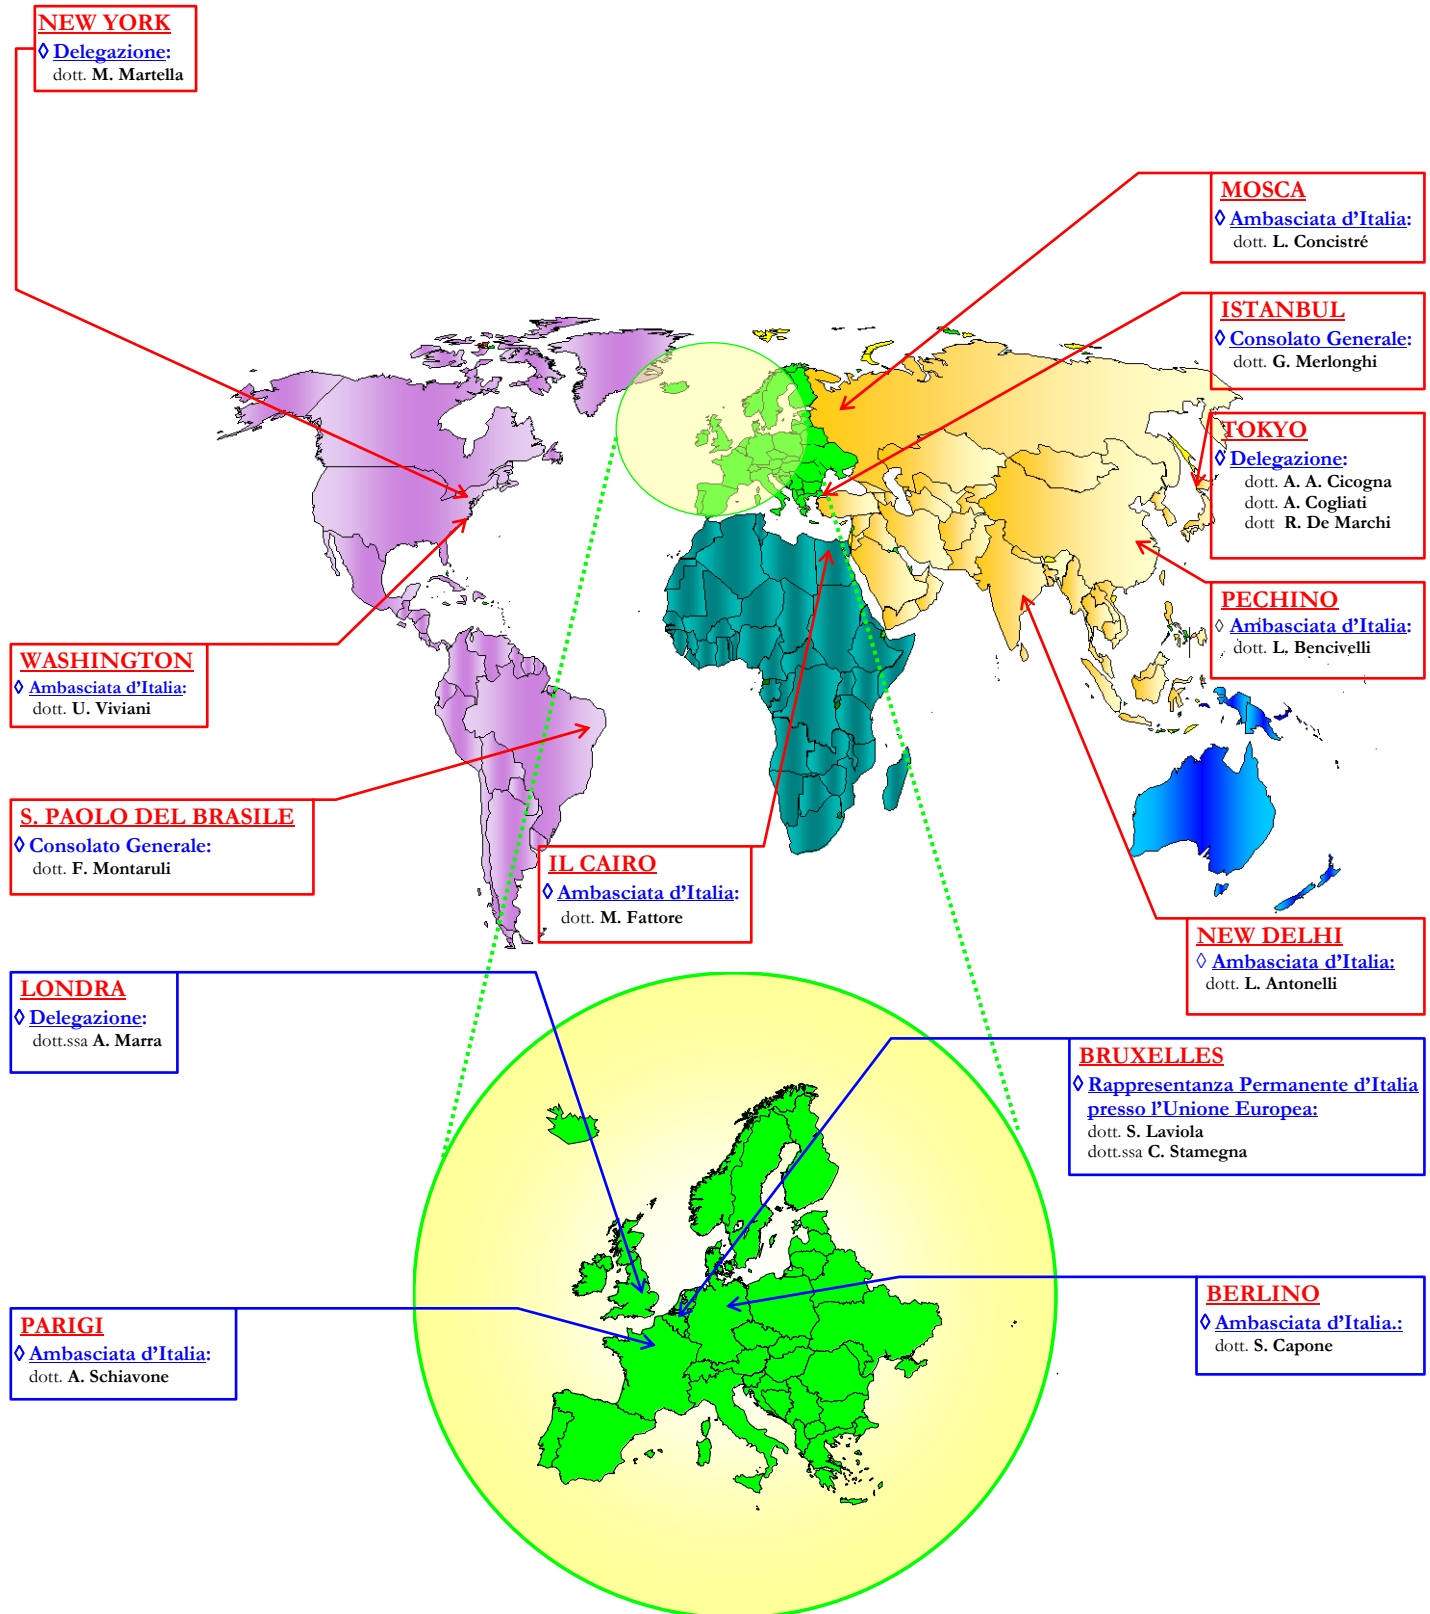 NEW YORK
◊ Delegazione:
dott. M. Martella
MOSCA
◊ Ambasciata d’Italia:
dott. L. Concistré
ISTANBUL
◊ Consolato Generale:
dott. G. Merlonghi
TOKYO
◊ Delegazione:
dott. A. A. Cicogna
dott. A. Cogliati
dott R. De Marchi
PECHINO
◊ Ambasciata d’Italia:
dott. L, Bencivelli
WASHINGTON
◊ Ambasciata d’Italia:
dott. U. Viviani
S. PAOLO DEL BRASILE
◊ Consolato Generale:
dott. F. Montaruli
IL CAIRO
◊ Ambasciata d’Italia:
dott. M. Fattore
NEW DELHI
◊ Ambasciata d’Italia:
dott. L. Antonelli
LONDRA
◊ Delegazione:
dott.ssa A. Marra
BRUXELLES
◊ Rappresentanza Permanente d’Italia
presso l’Unione Europea:
dott. S. Laviola
dott.ssa C. Stamegna
BERLINO
◊ Ambasciata d’Italia.:
dott. S. Capone
PARIGI
◊ Ambasciata d’Italia:
dott. A. Schiavone